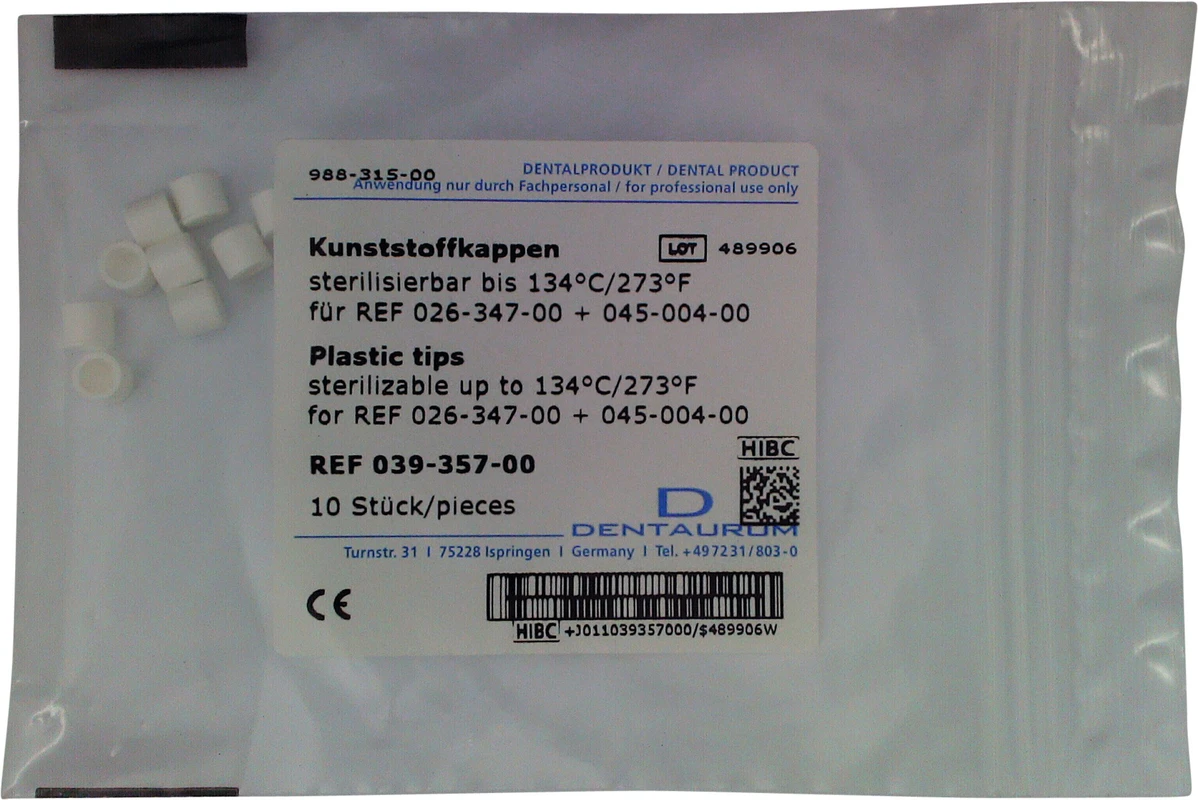 988-315-00
DENTALPRODUKT / DENTAL PRODUCT
Anwendung nur durch Fachpersonal / for professional use only
Kunststoffkappen
LOT 489906
sterilisierbar bis 134°C/273°F
für REF 026-347-00 + 045-004-00
Plastic tips
sterilizable up to 134°C/273°F
for REF 026-347-00 + 045-004-00
HIBC
REF 039-357-00
10 Stück/pieces
D
DENTAURUM
Turnstr. 31 I 75228 Ispringen I Germany I Tel. +497231/803-0
CE
HIBC +J011039357000/$489906W